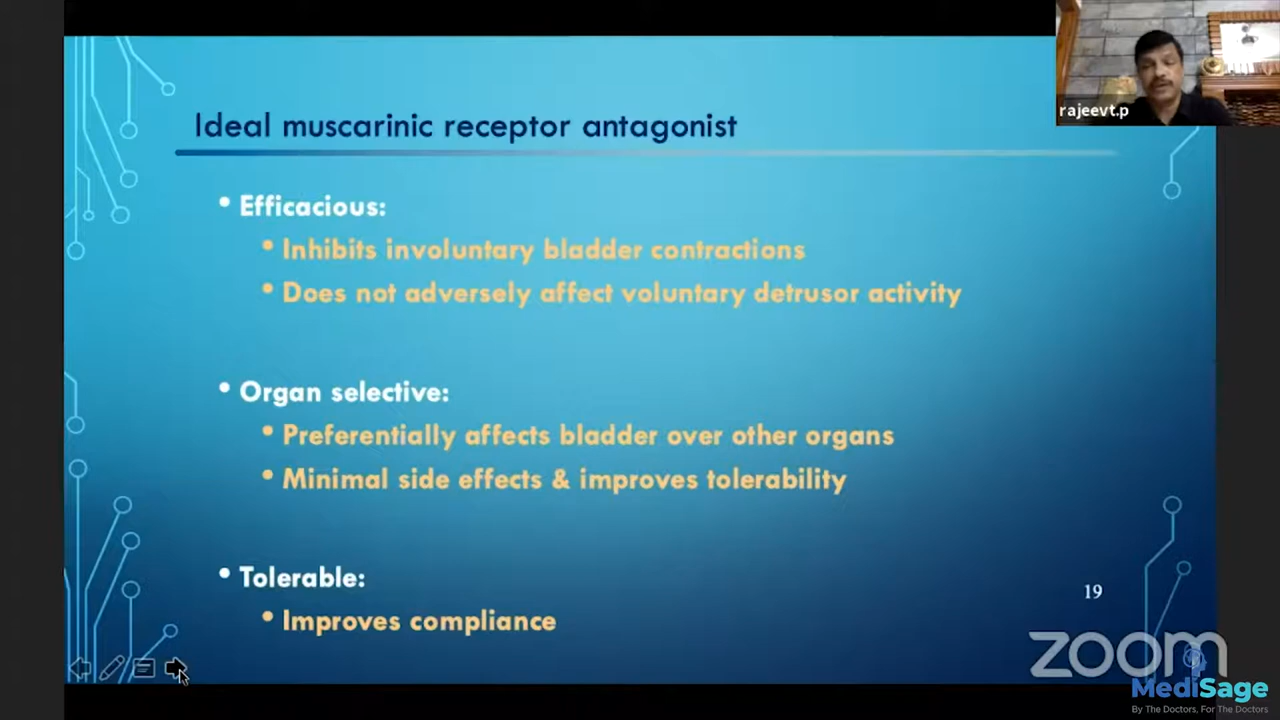 rajeevt.p
Ideal muscarinic receptor antagonist
• Efficacious:
• Inhibits involuntary bladder contractions
• Does not adversely affect voluntary detrusor activity
• Organ selective:
• Preferentially affects bladder over other organs
• Minimal side effects & improves tolerability
• Tolerable:
• Improves compliance
19
zoom
MediSage
By The Doctors, For The Doctors